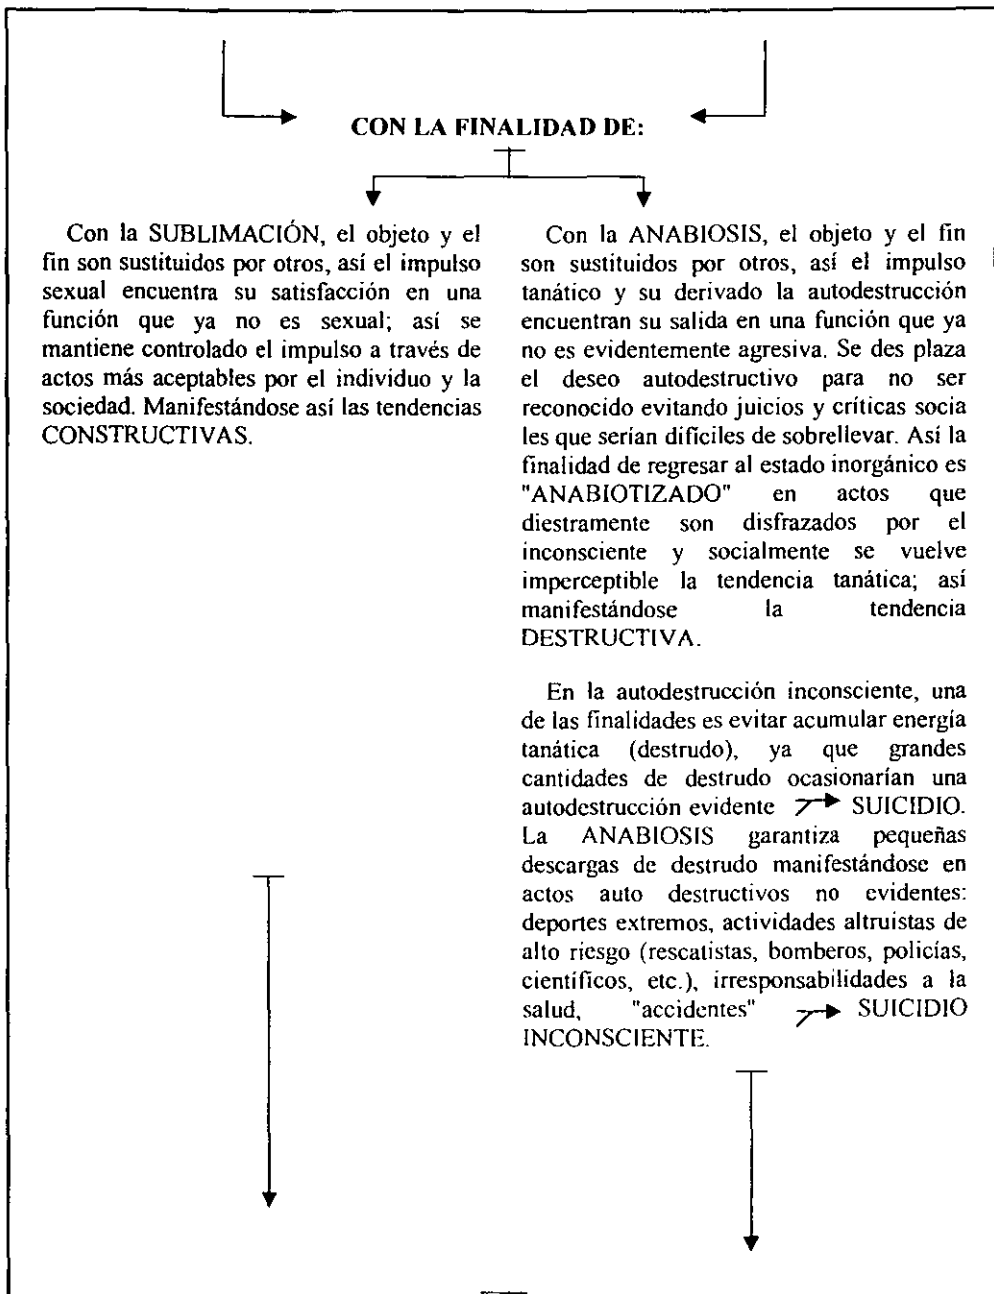 CON LA FINALIDAD DE:
Con la SUBLIMACIÓN, el objeto y el
fin son sustituidos por otros, así el impulso
sexual encuentra su satisfacción en una
función que ya no es sexual; así se
mantiene controlado el impulso a través de
actos más aceptables por el individuo y la
sociedad. Manifestándose así las tendencias
CONSTRUCTIVAS.
Con la ANABIOSIS, el objeto y el fin
son sustituidos por otros, así el impulso
tanático y su derivado la autodestrucción
encuentran su salida en una función que ya
no es evidentemente agresiva. Se des plaza
el deseo autodestructivo para no ser
reconocido evitando juicios y críticas socia
les que serían difíciles de sobrellevar. Así la
finalidad de regresar al estado inorgánico es
"ANABIOTIZADO" en actos que
diestramente son disfrazados por el
inconsciente y socialmente se vuelve
imperceptible la tendencia tanática; así
manifestándose la tendencia
DESTRUCTIVA.
En la autodestrucción inconsciente, una
de las finalidades es evitar acumular energía
tanática (destrudo), ya que grandes
cantidades de destrudo ocasionarían una
autodestrucción evidente → SUICIDIO.
La ANABIOSIS garantiza pequeñas
descargas de destrudo manifestándose en
actos auto destructivos no evidentes:
deportes extremos, actividades altruistas de
alto riesgo (rescatistas, bomberos, policías,
científicos, etc.), irresponsabilidades a la
salud, "accidentes" → SUICIDIO
INCONSCIENTE.